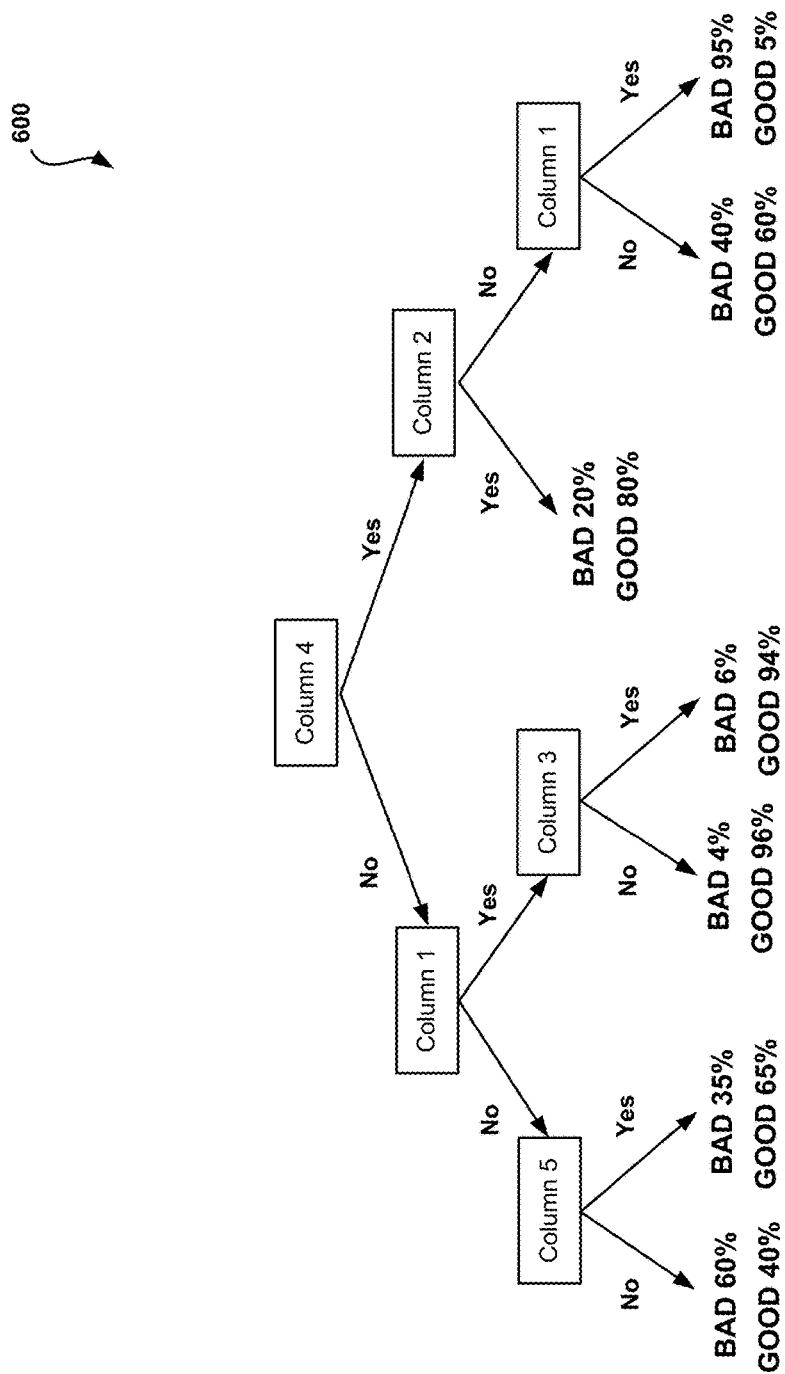 600
Column 4
No
Yes
Column 1
Column 2
No
Yes
Yes
No
Column 5
Column 3
BAD 20%
GOOD 80%
Column 1
No
Yes
No
Yes
No
Yes
BAD 60%
GOOD 40%
BAD 35%
GOOD 65%
BAD 4%
GOOD 96%
BAD 6%
GOOD 94%
BAD 40%
GOOD 60%
BAD 95%
GOOD 5%